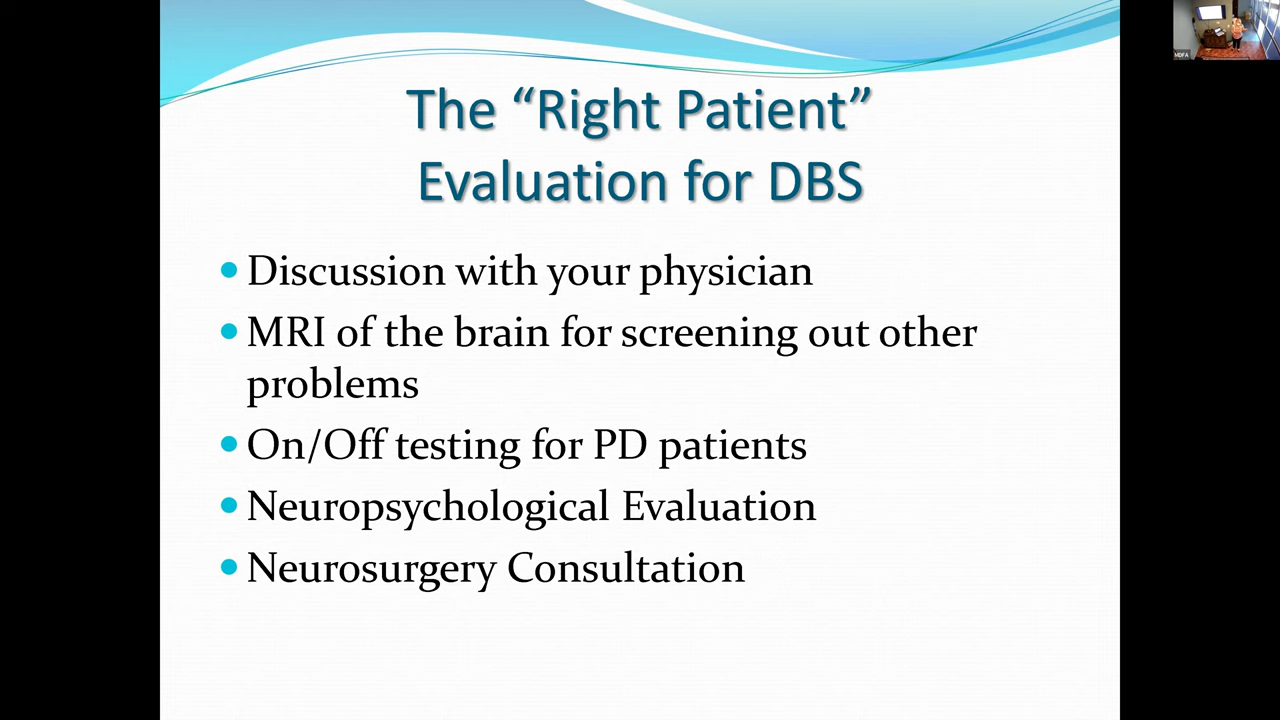 The “Right Patient”
Evaluation for DBS
• Discussion with your physician
• MRI of the brain for screening out other
problems
• On/Off testing for PD patients
• Neuropsychological Evaluation
• Neurosurgery Consultation
MDFA